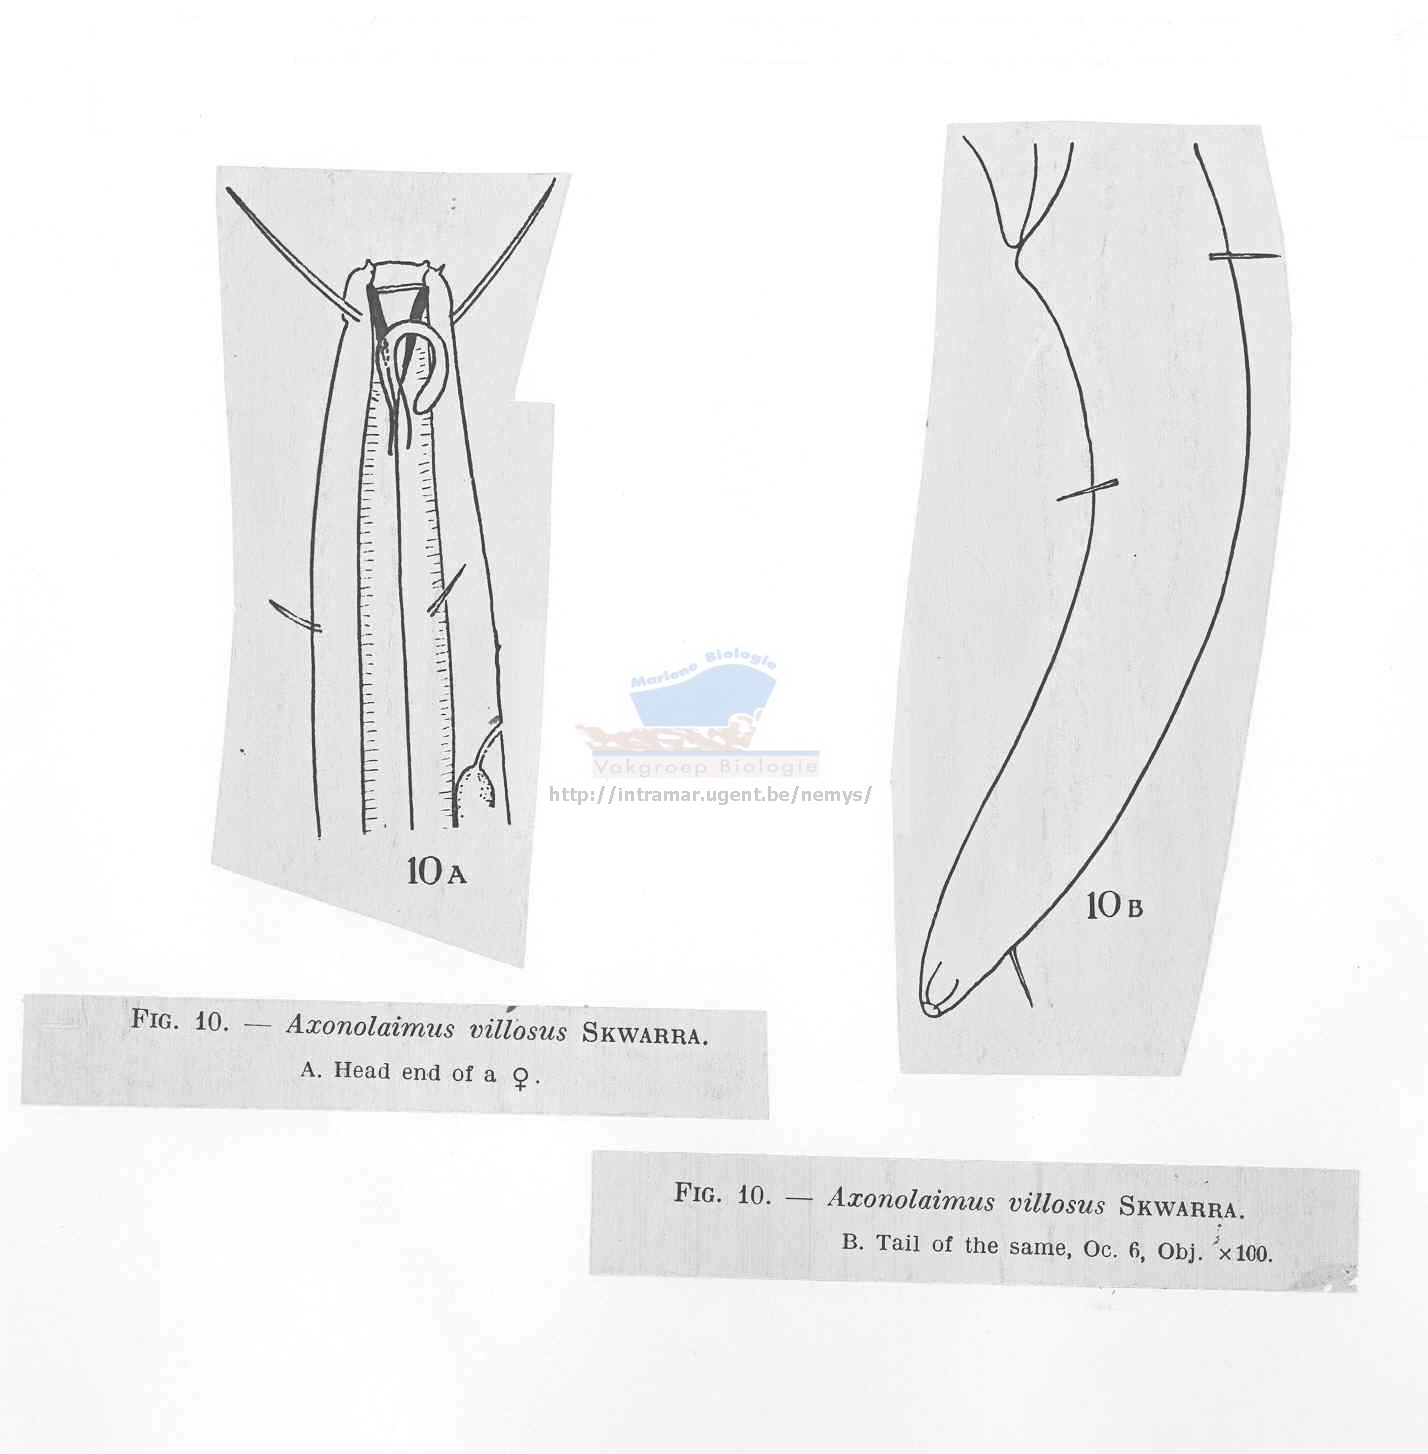 Mariene Biologie
Vakgroep Biologie
http://intramar.ugent.be/nemys/
10 A
10 B
FIG. 10. — Axonolaimus villosus SKWARRA.
A. Head end of a ♀.
FIG. 10. — Axonolaimus villosus SKWARRA.
B. Tail of the same, Oc. 6, Obj. ×100.